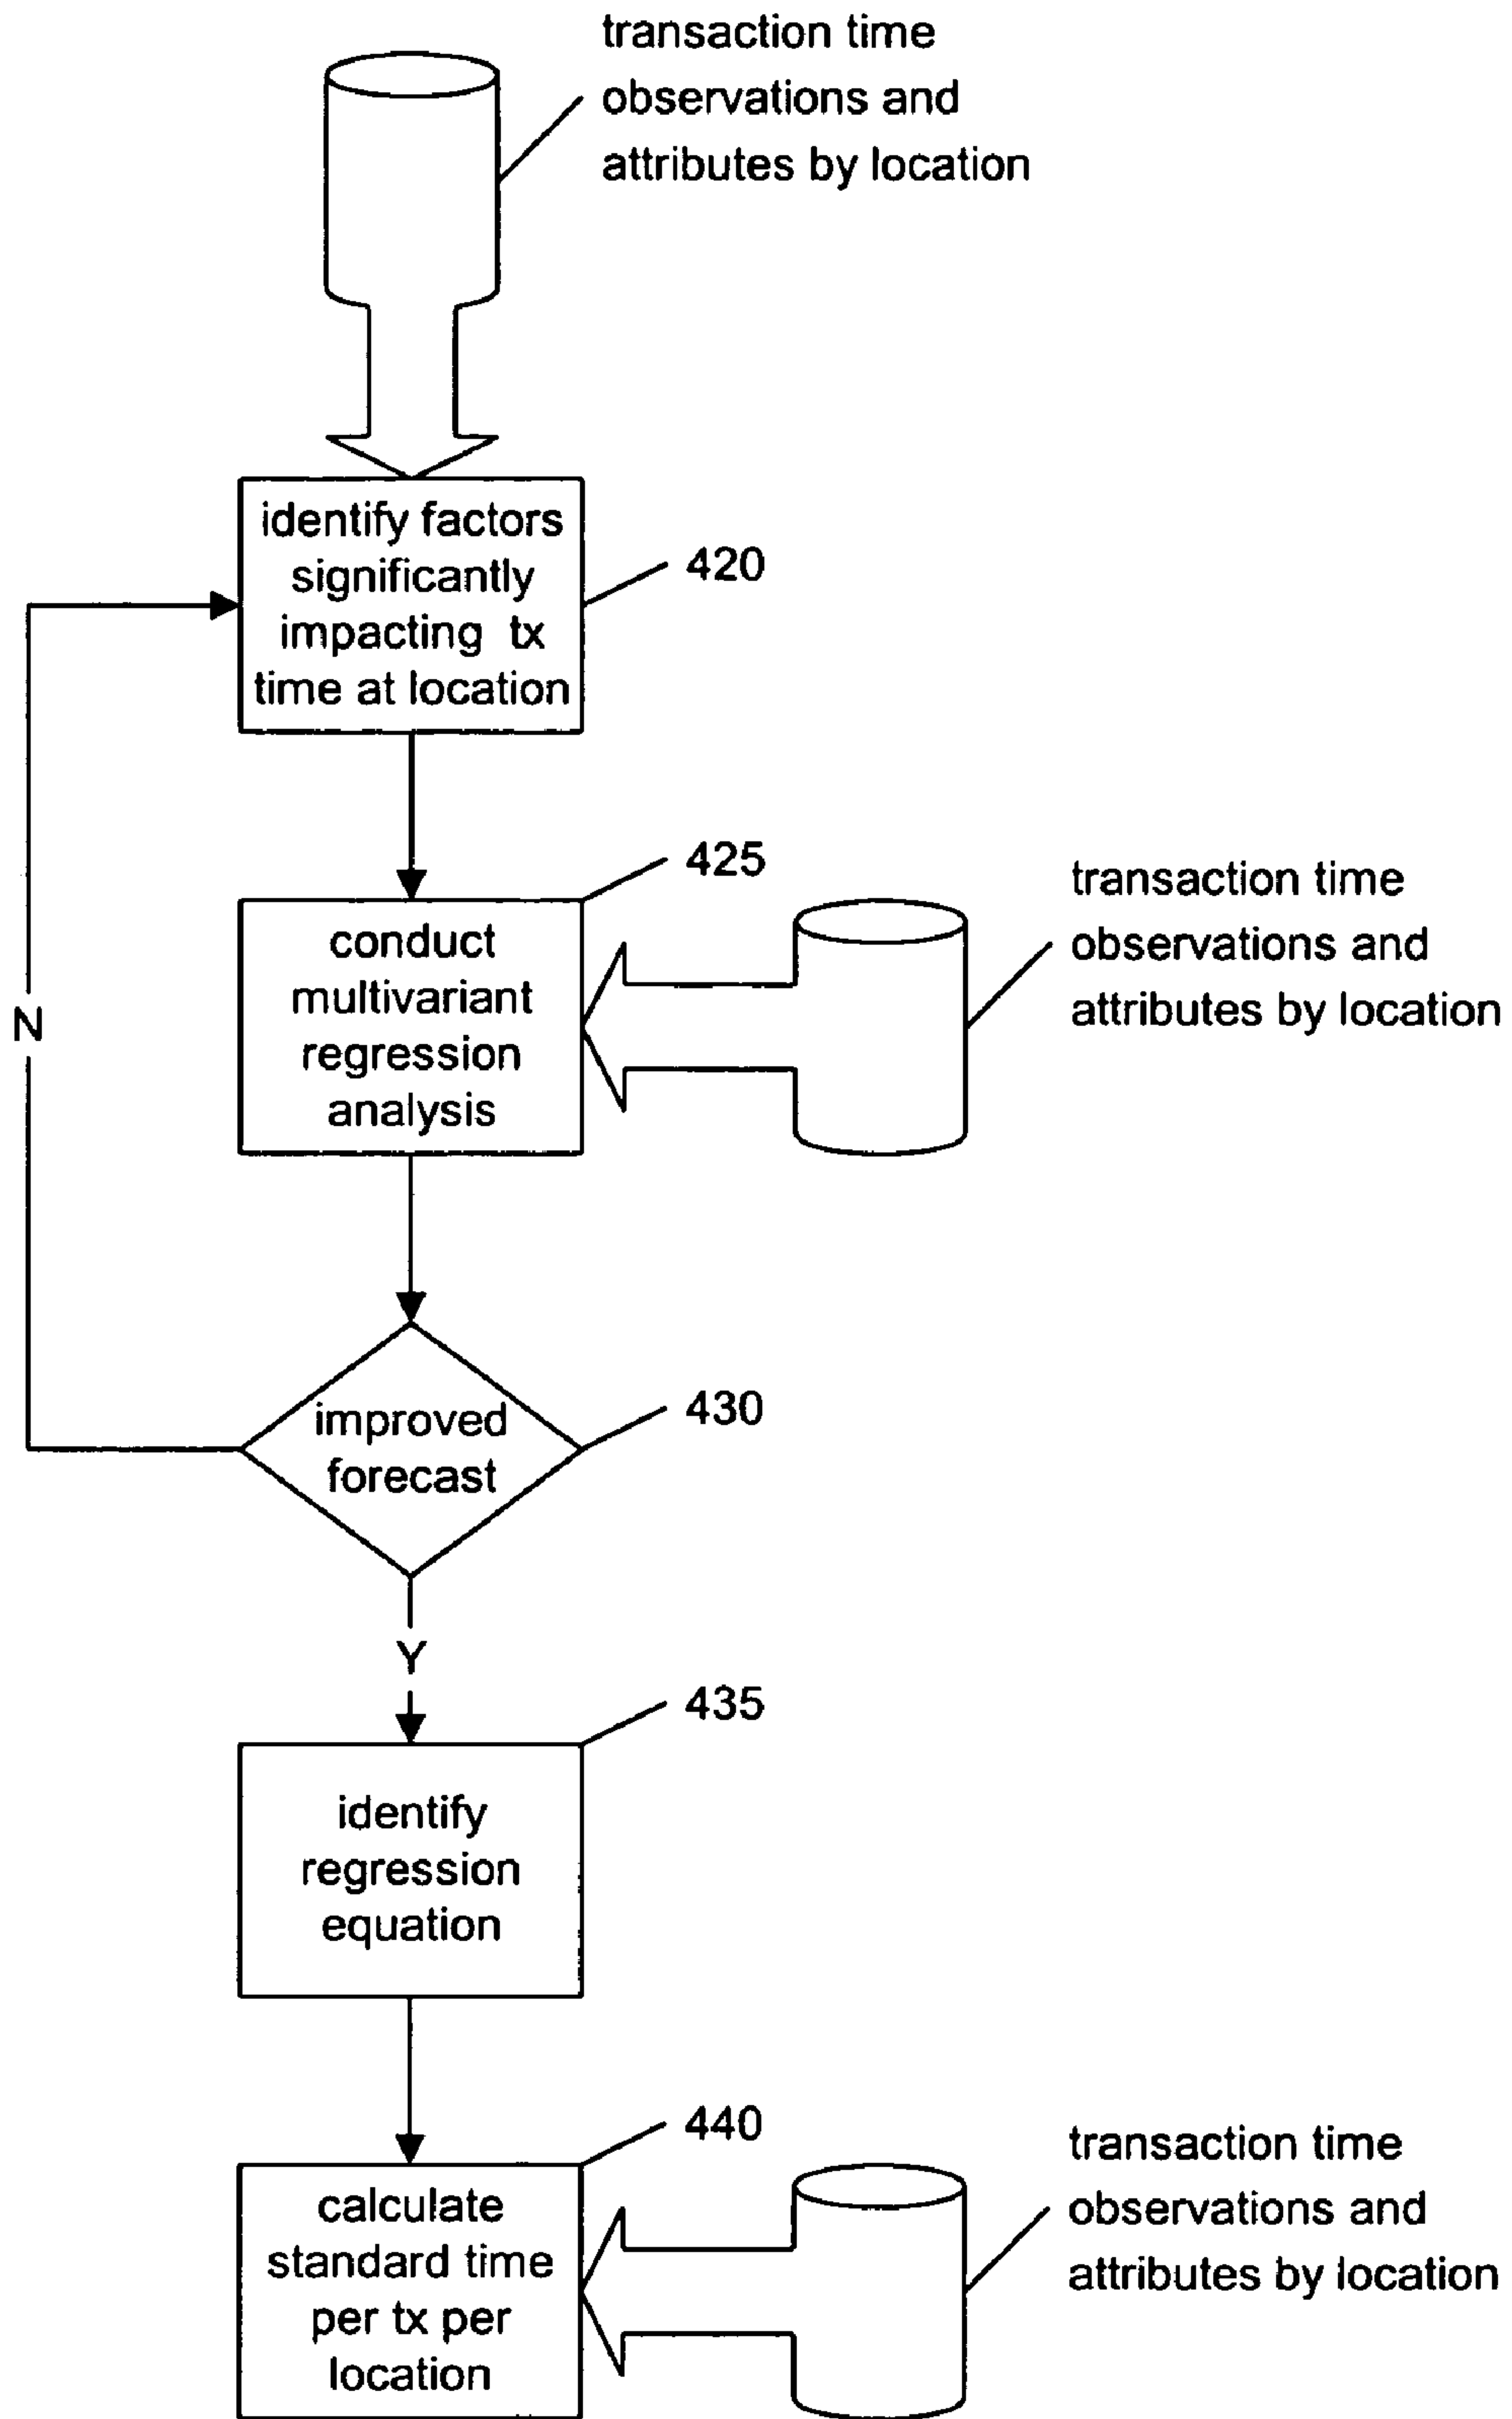 transaction time
observations and
attributes by location
identify factors
significantly
impacting tx
time at location
420
425
conduct
multivariant
regression
analysis
transaction time
observations and
attributes by location
N
improved
forecast
430
Y
435
identify
regression
equation
440
calculate
standard time
per tx per
location
transaction time
observations and
attributes by location